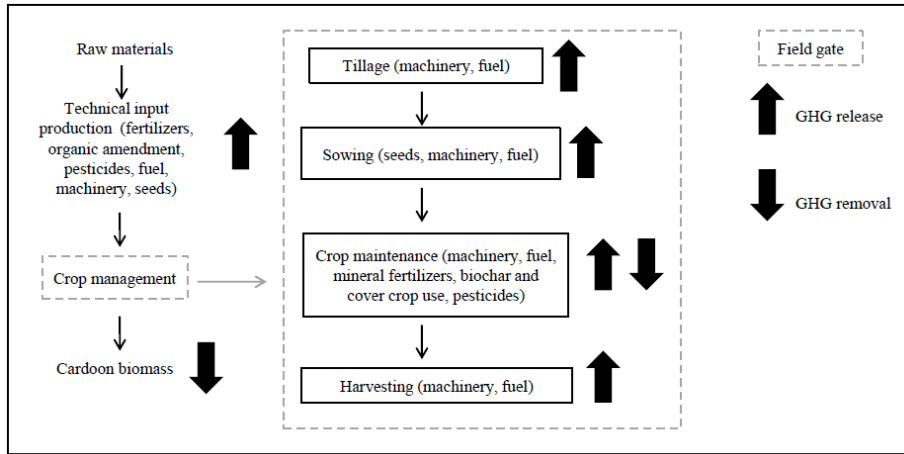 Raw materials
Technical input
production (fertilizers,
organic amendment,
pesticides, fuel,
machinery, seeds)
Crop management
Cardoon biomass
Tillage (machinery, fuel)
Sowing (seeds, machinery, fuel)
Crop maintenance (machinery, fuel,
mineral fertilizers, biochar and
cover crop use, pesticides)
Harvesting (machinery, fuel)
Field gate
GHG release
GHG removal